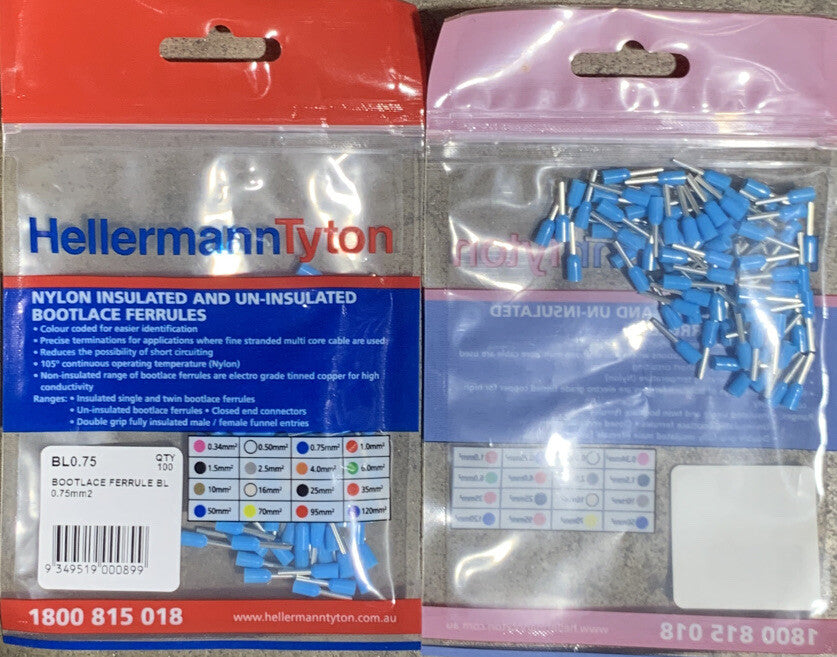 HellermannTyton
NYLON INSULATED AND UN-INSULATED
BOOTLACE FERRULES
• Colour coded for easier identification
• Precise terminations for applications where fine stranded multi core cable are used
• Reduces the possibility of short circuiting
• 105° continuous operating temperature (Nylon)
• Non-insulated range of bootlace ferrules are electro grade tinned copper for high
conductivity
Ranges: • Insulated single and twin bootlace ferrules
• Un-insulated bootlace ferrules • Closed end connectors
• Double grip fully insulated male / female funnel entries
0.34mm² 0.50mm² 0.75mm² 1.0mm²
1.5mm² 2.5mm² 4.0mm² 6.0mm²
10mm² 16mm² 25mm² 35mm²
50mm² 70mm² 95mm² 120mm²
BL0.75 QTY
100
BOOTLACE FERRULE BL
0.75mm2
9 349519 000899
1800 815 018 www.hellermanntyton.com.au
Tyton
AND UN-INSULATED
1800 815 018